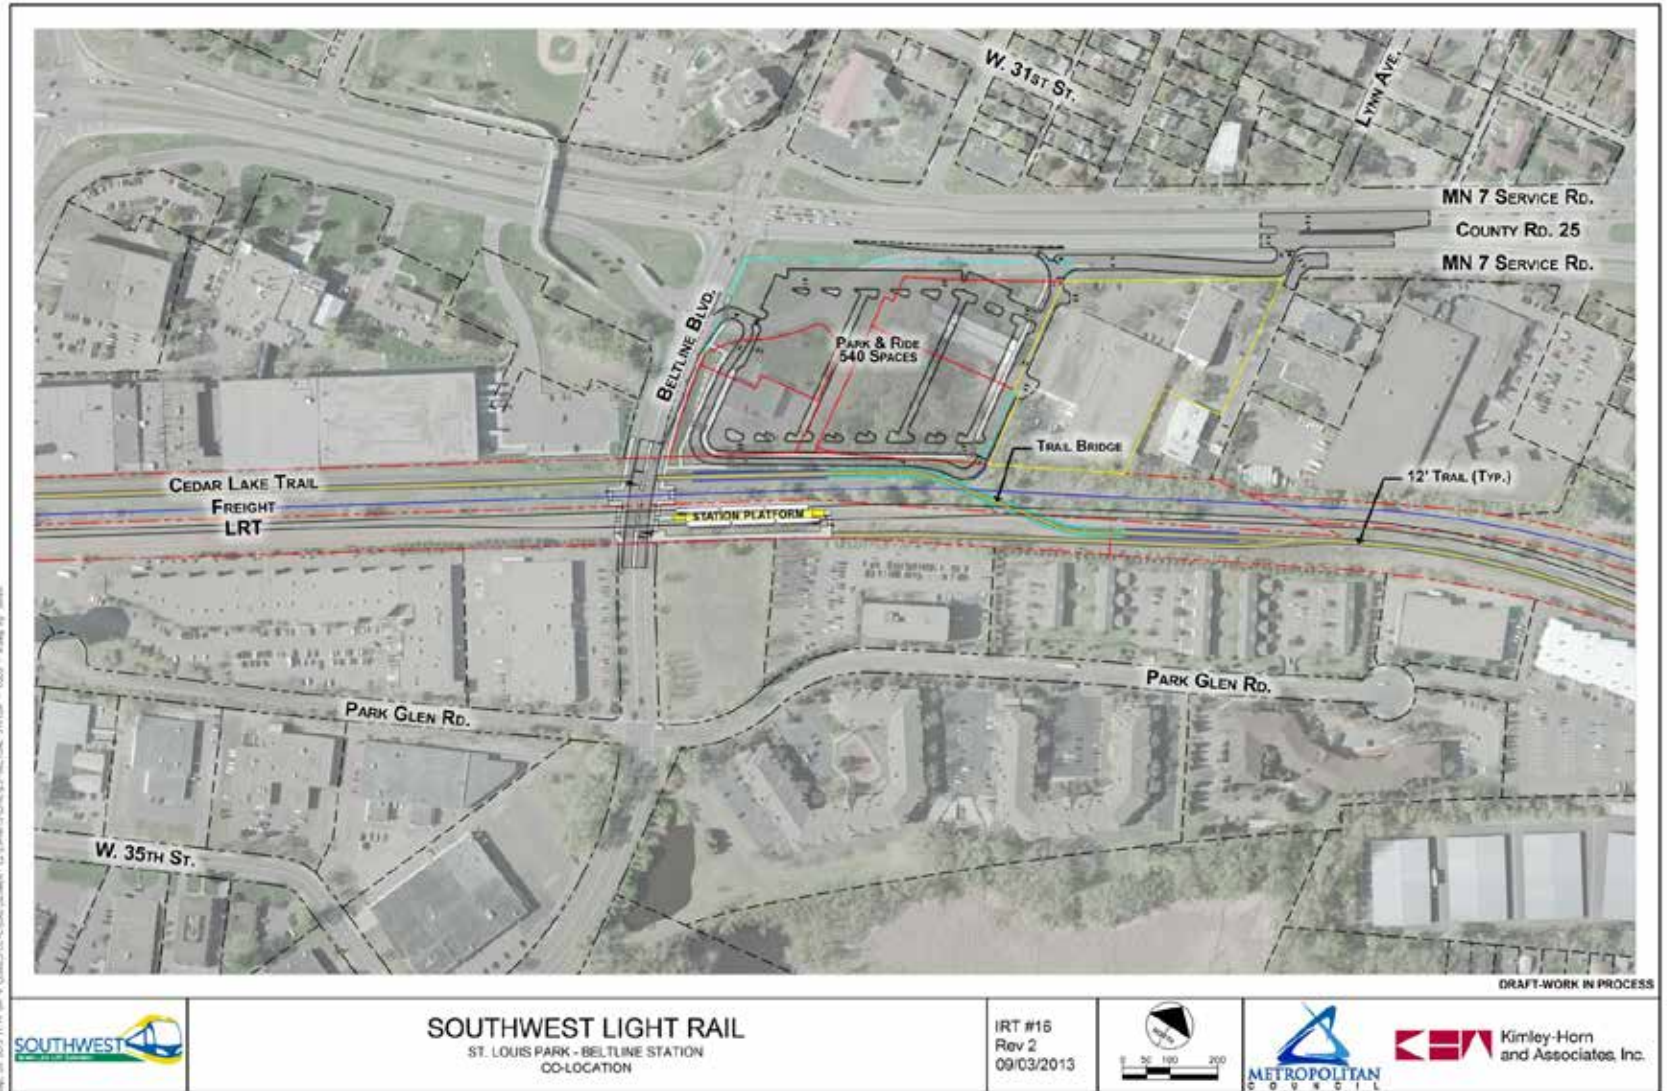 W. 31ST ST.
LYNN AVE.
MN 7 SERVICE RD.
COUNTY RD. 25
MN 7 SERVICE RD.
BELTLINE BLVD.
PARK & RIDE
540 SPACES
TRAIL BRIDGE
12' TRAIL (TYP.)
CEDAR LAKE TRAIL
FREIGHT
LRT
STATION PLATFORM
PARK GLEN RD.
PARK GLEN RD.
W. 35TH ST.
DRAFT-WORK IN PROCESS
SOUTHWEST
SOUTHWEST LIGHT RAIL
ST. LOUIS PARK - BELTLINE STATION
CO-LOCATION
IRT #16
Rev 2
09/03/2013
0 50 100 200
METROPOLITAN
COUNCIL
Kimley-Horn
and Associates, Inc.